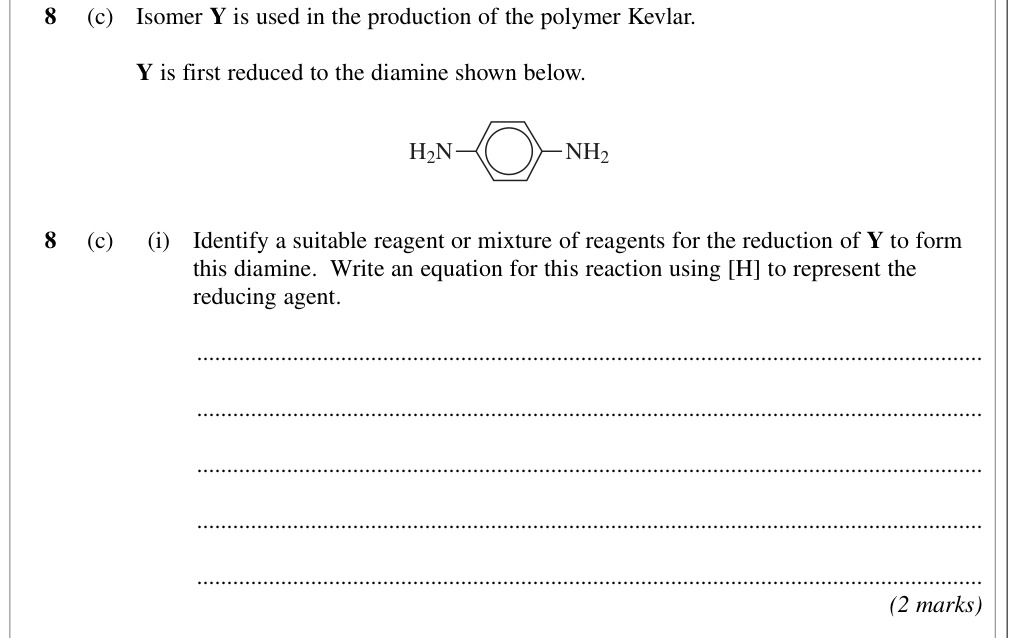 8 (c) Isomer Y is used in the production of the polymer Kevlar.
Y is first reduced to the diamine shown below.
H₂N NH₂
8 (c) (i) Identify a suitable reagent or mixture of reagents for the reduction of Y to form
this diamine. Write an equation for this reaction using [H] to represent the
reducing agent.
(2 marks)